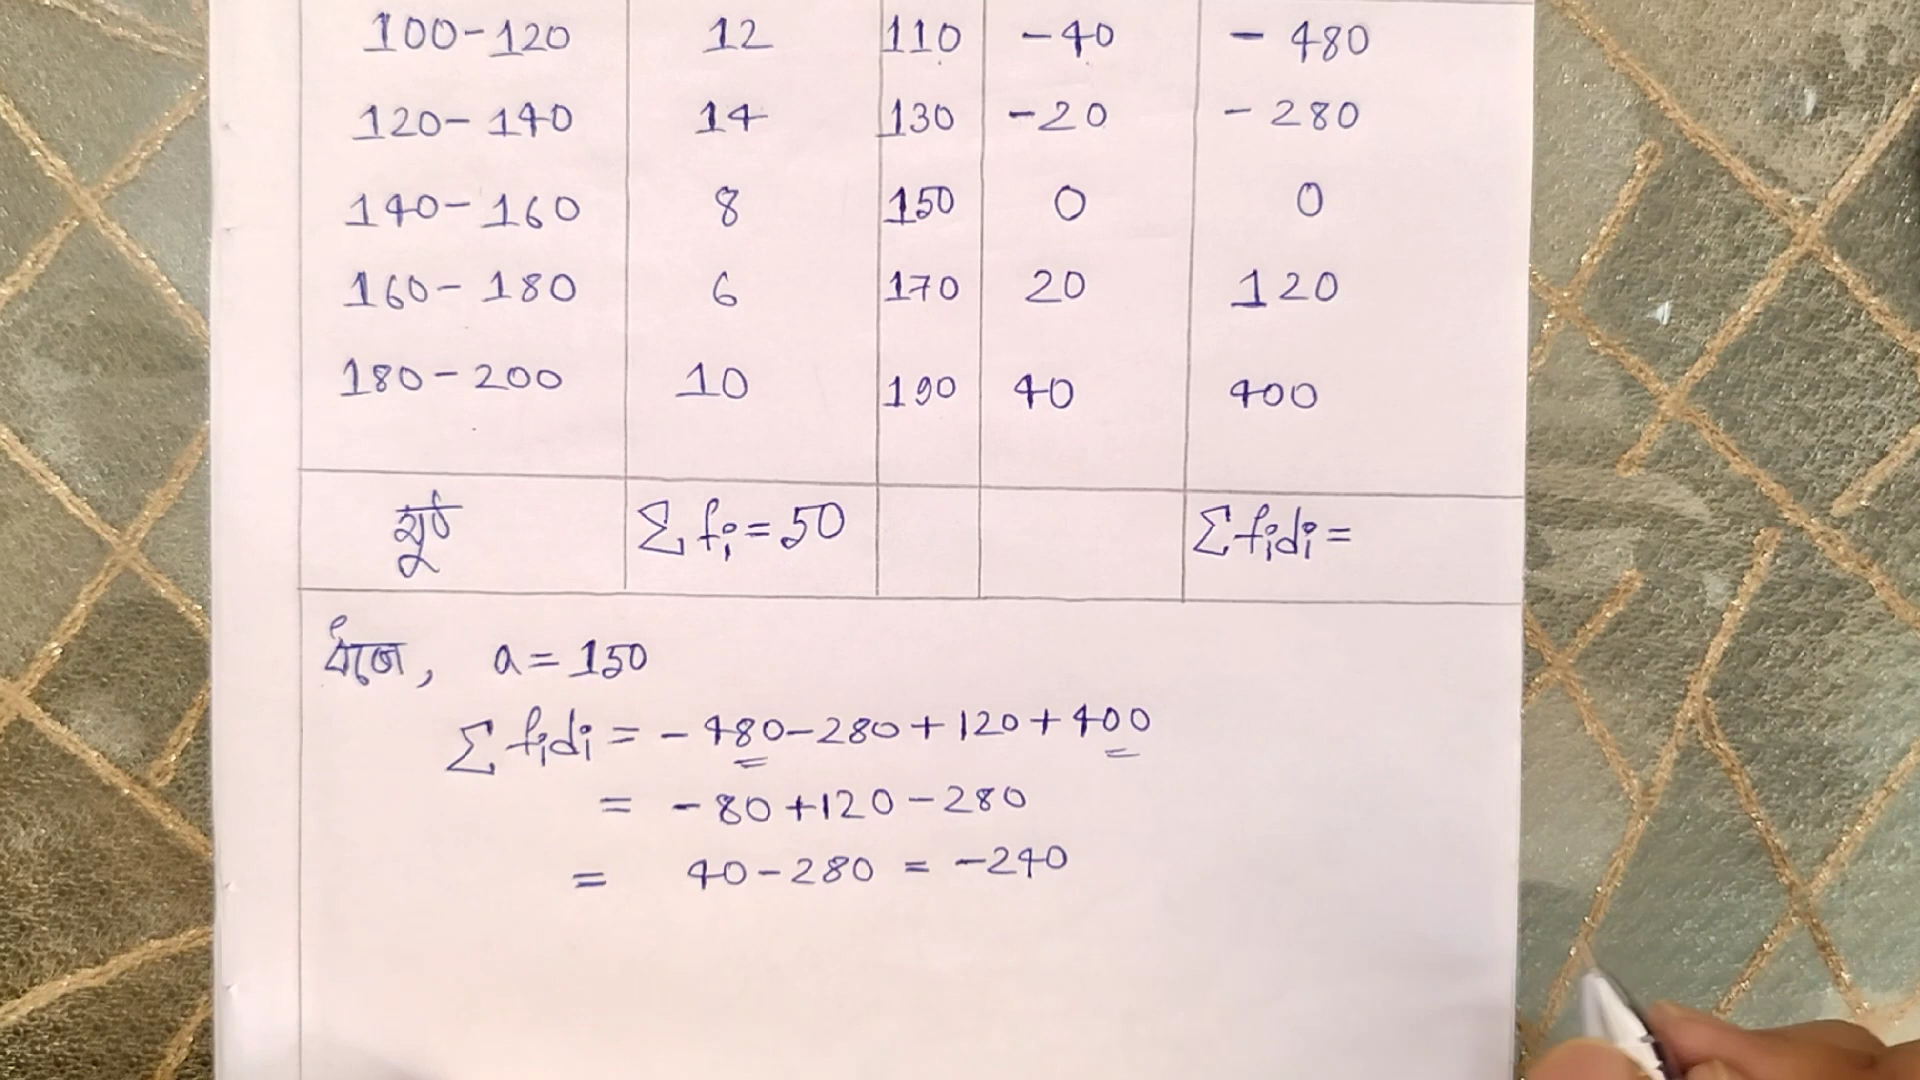 100-120 12 110 -40 - 480
120-140 14 130 -20 - 280
140-160 8 150 0 0
160-180 6 170 20 120
180-200 10 190 40 400
Σfi=50 Σfidi=
a=150
Σfidi = -480-280+120+400
= -80+120-280
= 40-280 = -240